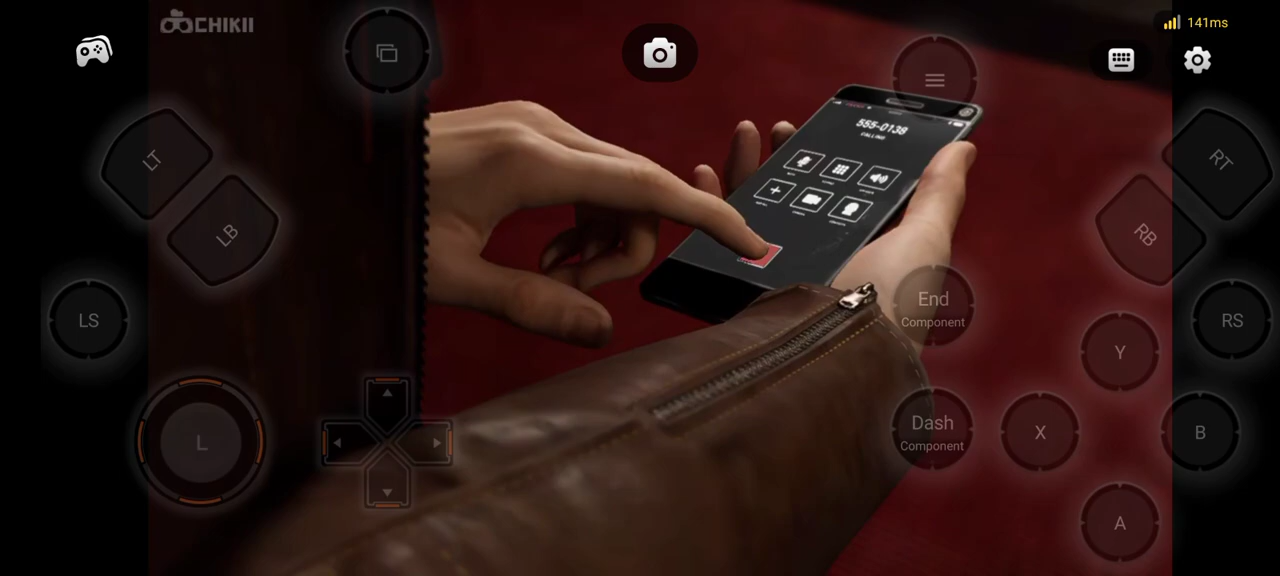 CHIKII
141ms
LT
LB
LS
L
555-0138
CALLING
End
Component
Dash
Component
RT
RB
RS
Y
X
B
A